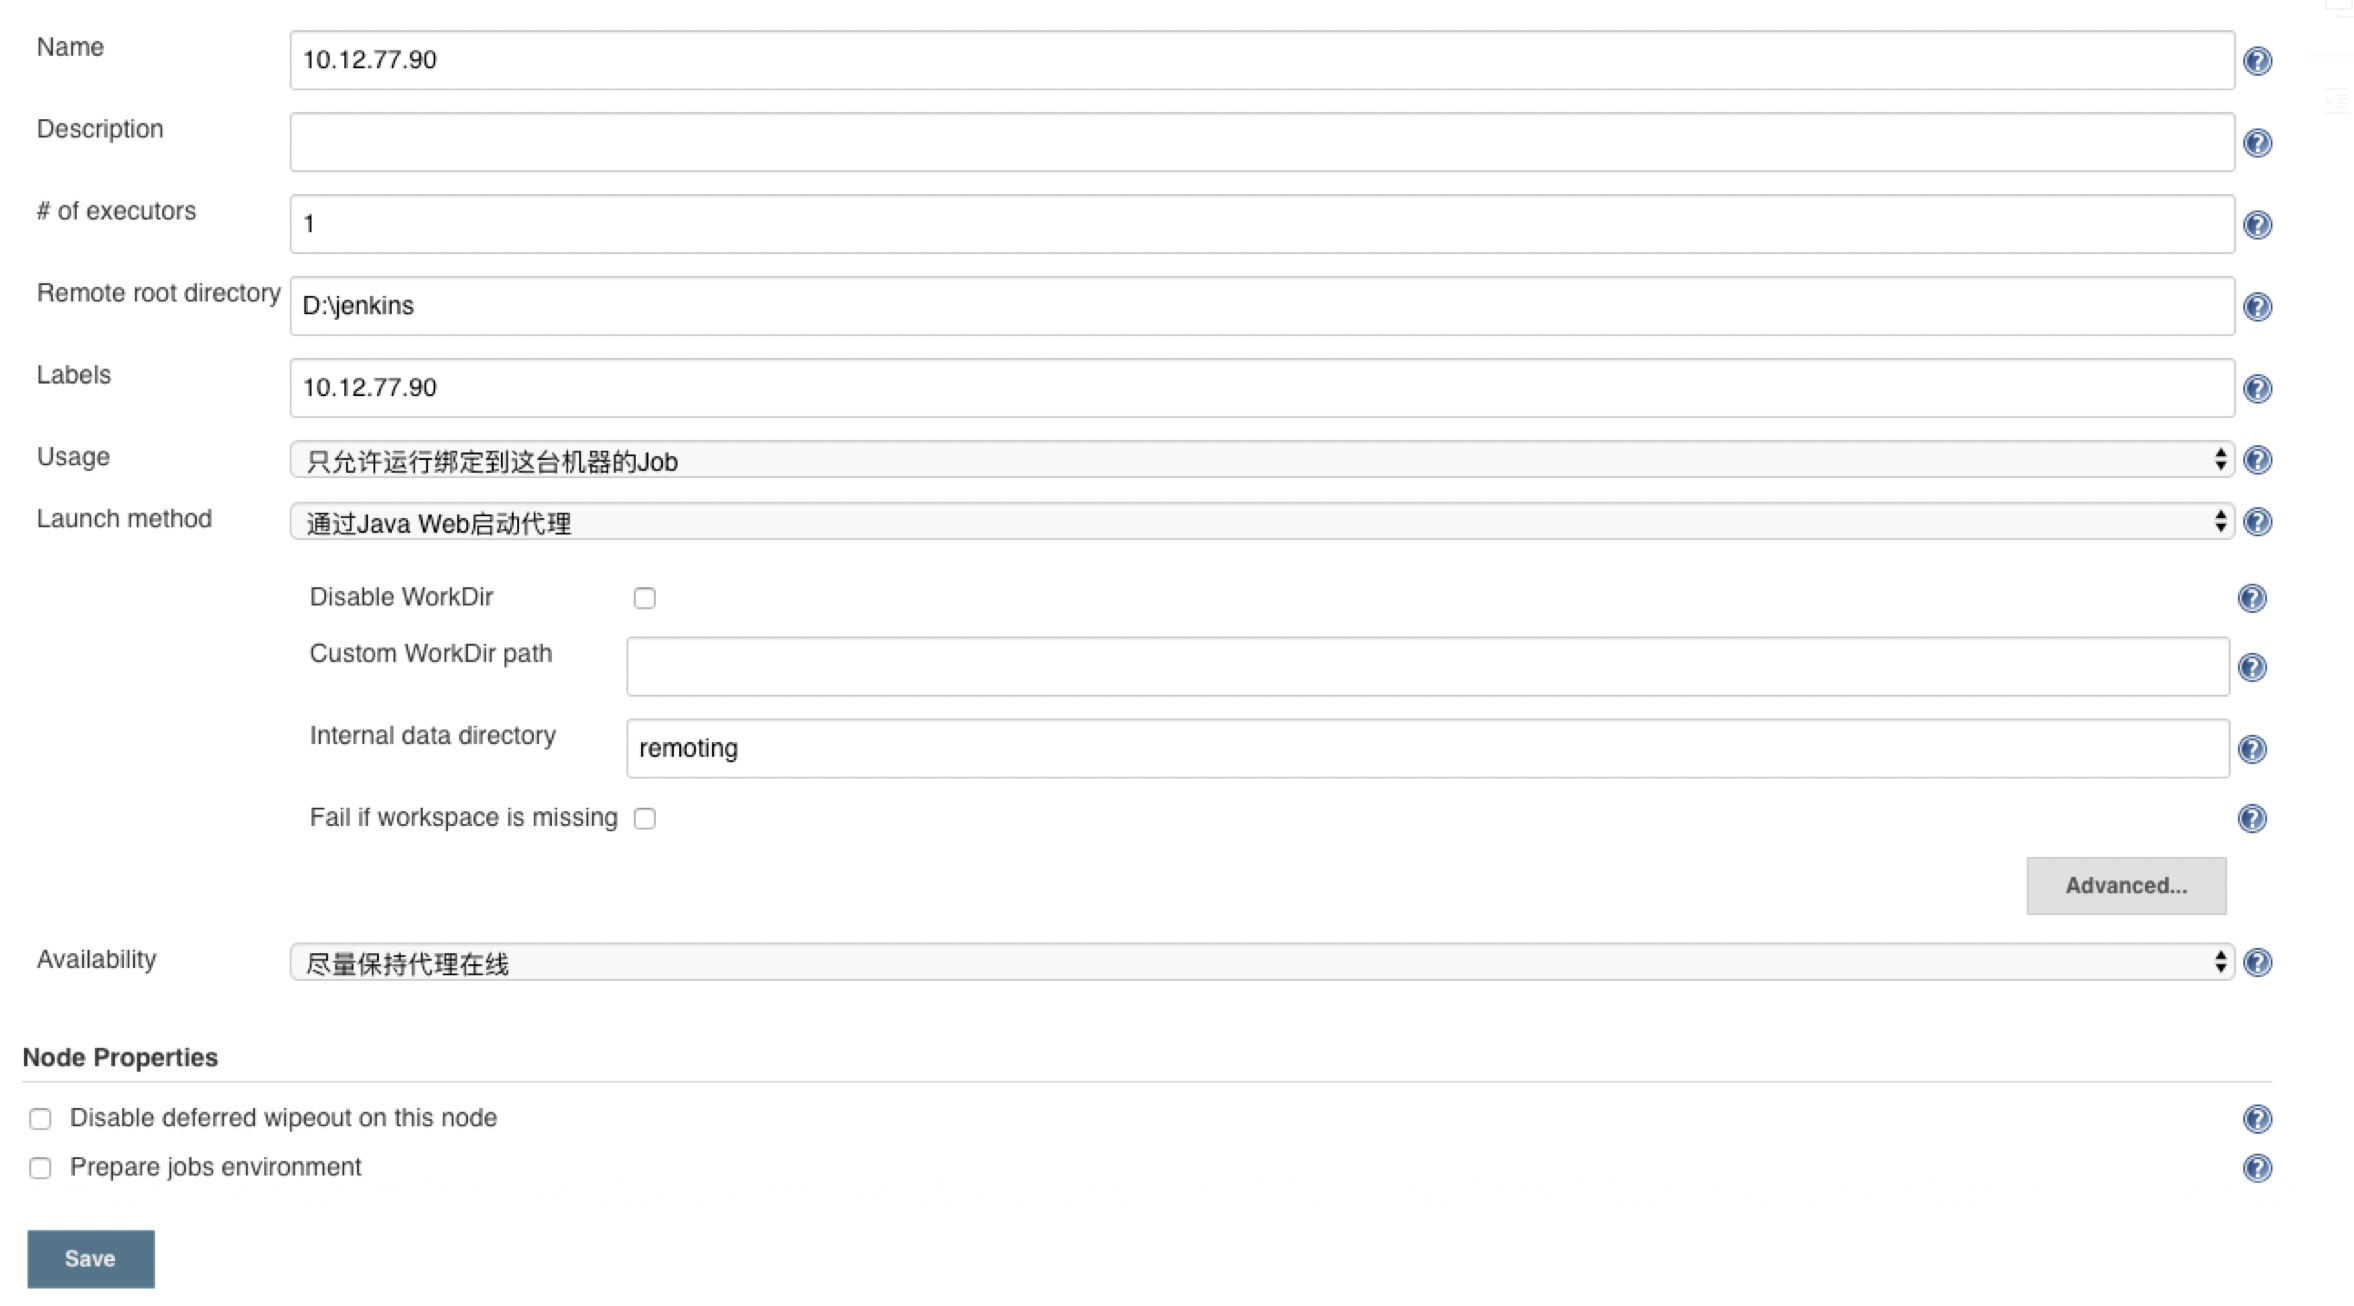 Name
10.12.77.90
Description
# of executors
1
Remote root directory
D:\jenkins
Labels
10.12.77.90
Usage
只允许运行绑定到这台机器的Job
Launch method
通过Java Web启动代理
Disable WorkDir
Custom WorkDir path
Internal data directory
remoting
Fail if workspace is missing
Advanced...
Availability
尽量保持代理在线
Node Properties
Disable deferred wipeout on this node
Prepare jobs environment
Save